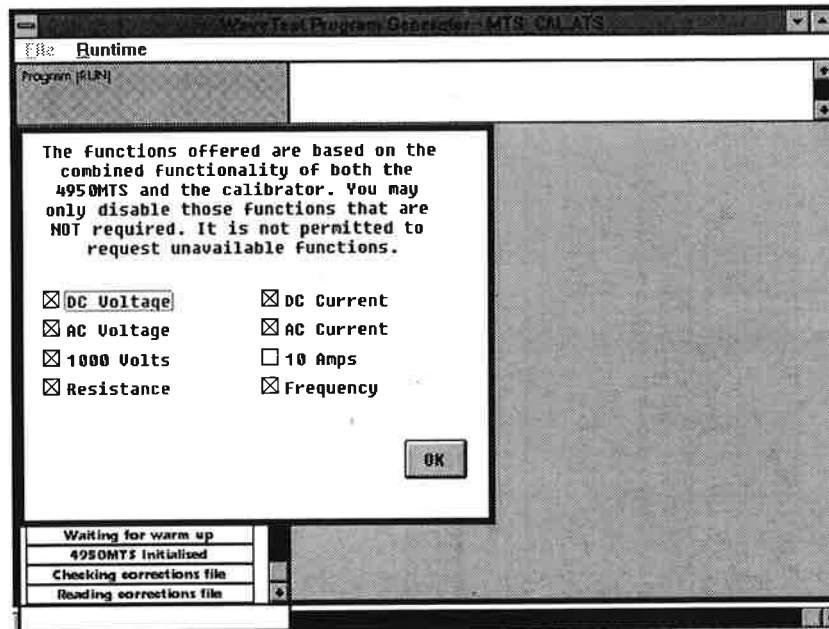 WaveTest Program Generator - MTS_CAL.ATS
File Runtime
Program [RUN]
The functions offered are based on the
combined functionality of both the
4950MTS and the calibrator. You may
only disable those functions that are
NOT required. It is not permitted to
request unavailable functions.
DC Voltage
DC Current
AC Voltage
AC Current
1000 Volts
10 Amps
Resistance
Frequency
OK
Waiting for warm up
4950MTS Initialised
Checking corrections file
Reading corrections file